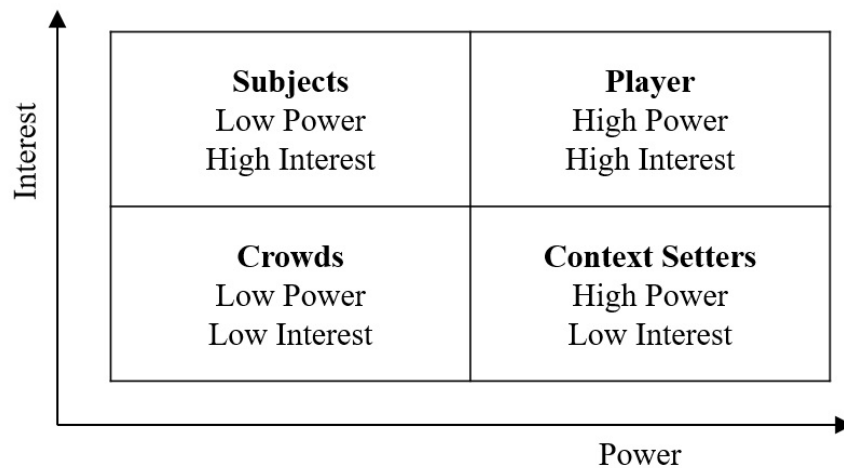 Interest
Subjects
Low Power
High Interest
Player
High Power
High Interest
Crowds
Low Power
Low Interest
Context Setters
High Power
Low Interest
Power